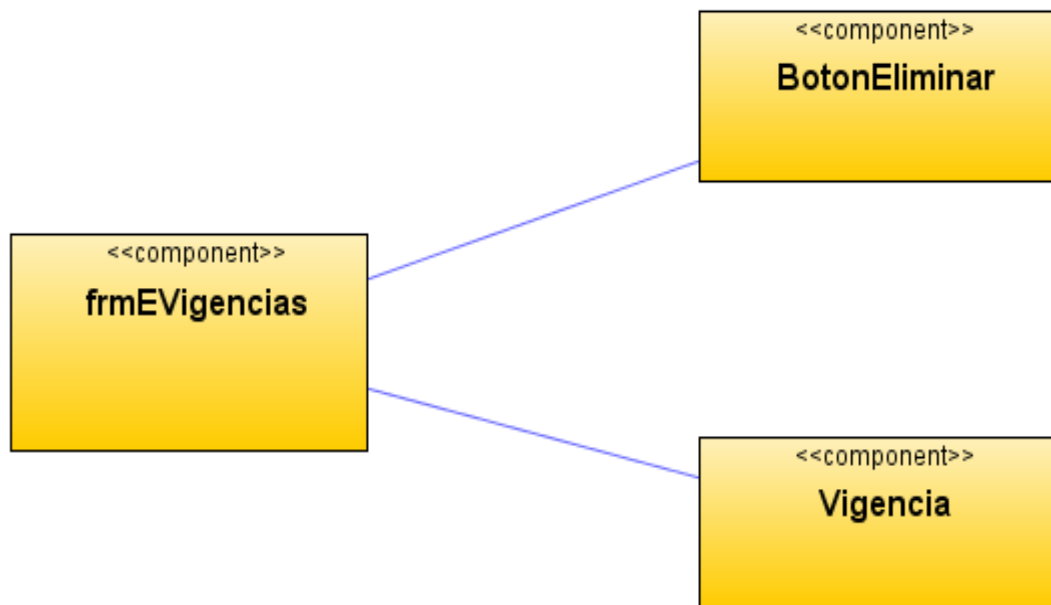 <<component>>
BotonEliminar
<<component>>
frmEVigencias
<<component>>
Vigencia